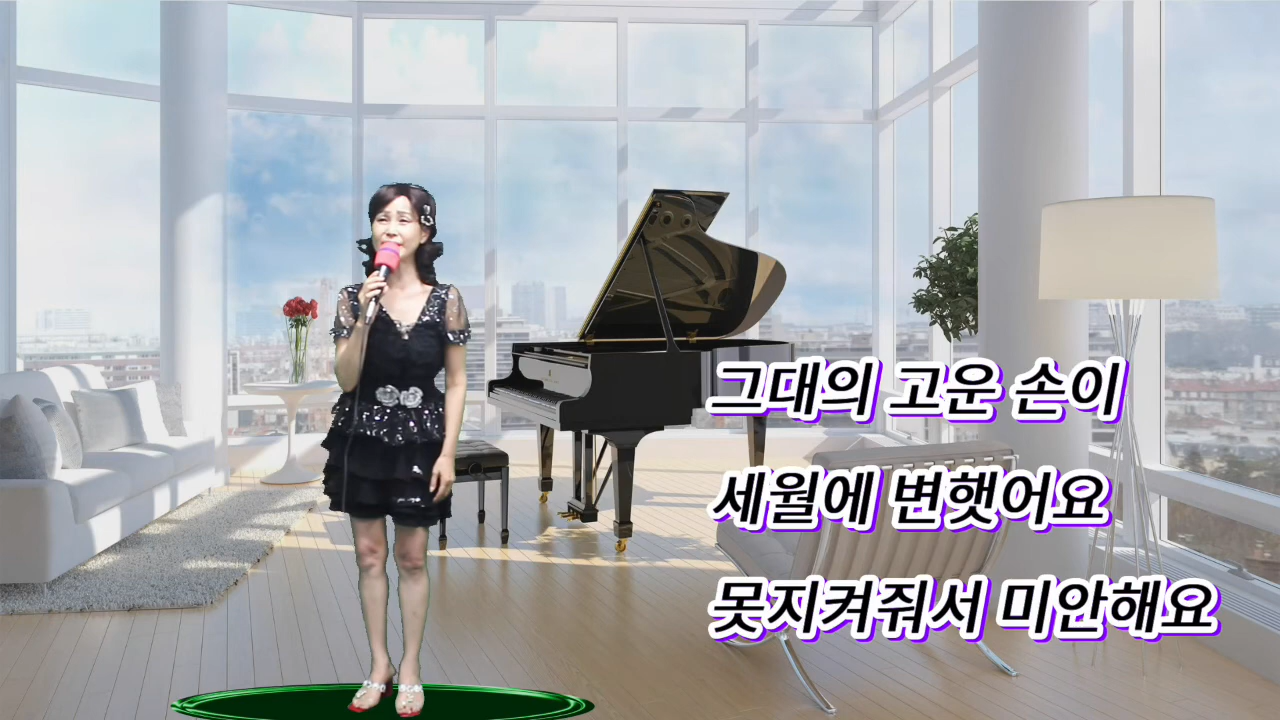 그대의 고운 손이
세월에 변햇어요
못지켜줘서 미안해요